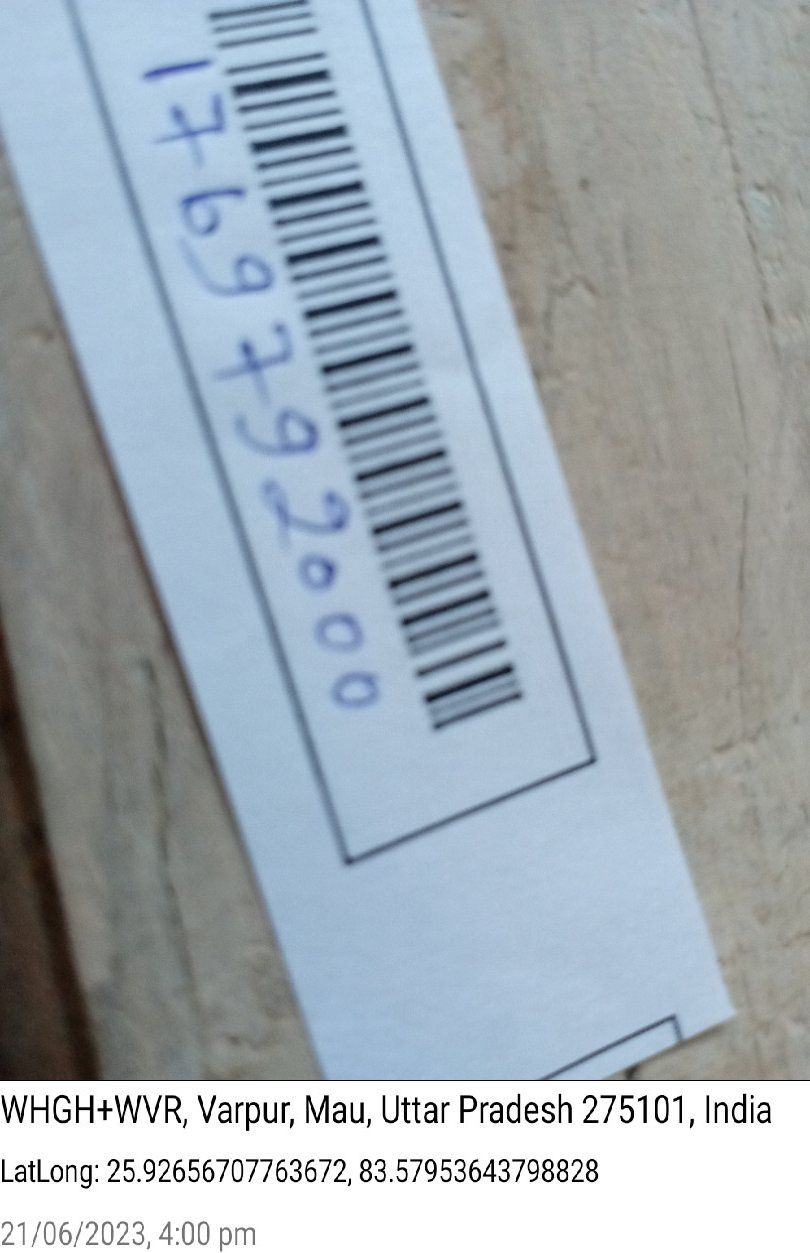 1769792000
WHGH+WVR, Varpur, Mau, Uttar Pradesh 275101, India
LatLong: 25.92656707763672, 83.57953643798828
21/06/2023, 4:00 pm